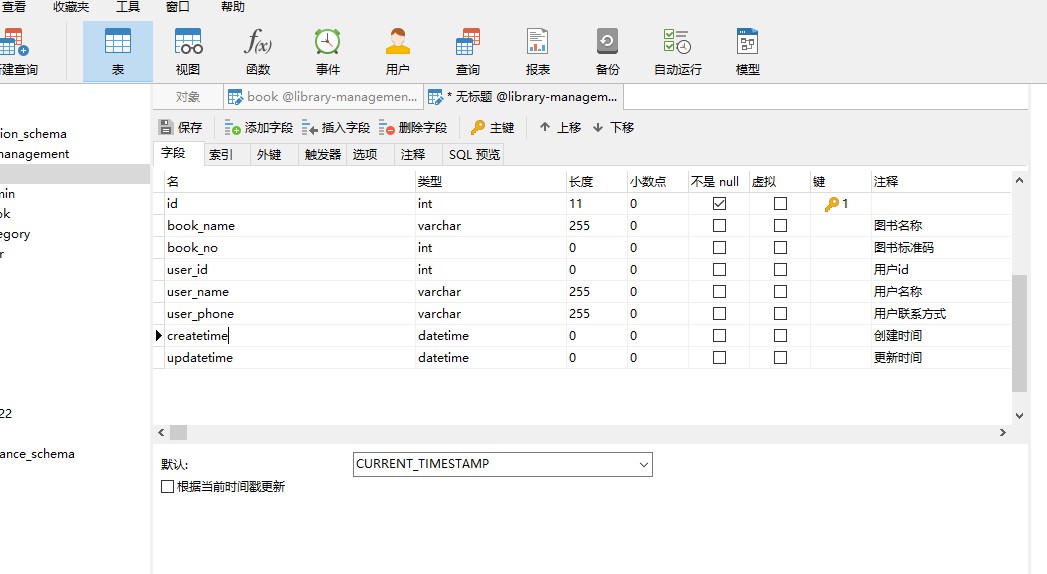 查看 收藏夹 工具 窗口 帮助
f(x)
建查询 表 视图 函数 事件 用户 查询 报表 备份 自动运行 模型
对象 book @library-managemen... * 无标题 @library-managem...
保存 添加字段 插入字段 删除字段 主键 上移 下移
字段 索引 外键 触发器 选项 注释 SQL 预览
名 类型 长度 小数点 不是 null 虚拟 键 注释
id int 11 0 1
book_name varchar 255 0 图书名称
book_no int 0 0 图书标准码
user_id int 0 0 用户id
user_name varchar 255 0 用户名称
user_phone varchar 255 0 用户联系方式
createtime datetime 0 0 创建时间
updatetime datetime 0 0 更新时间
ion_schema
management
min
ok
egory
r
22
ance_schema
默认: CURRENT_TIMESTAMP
根据当前时间戳更新